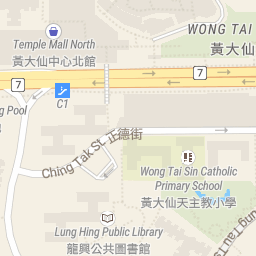 WONG TAI
黃大仙
Temple Mall North
黃大仙中心北館
7
7
C1
g Pool
Ching Tak St. 正德街
Wong Tai Sin Catholic
Primary School
黃大仙天主教小學
Lung Hing Public Library
龍興公共圖書館